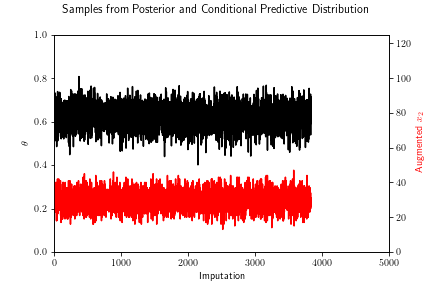 Samples from Posterior and Conditional Predictive Distribution
1.0
0.8
0.6
0.4
0.2
0.0
θ
120
100
80
60
40
20
0
Augmented x₂
0 1000 2000 3000 4000 5000
Imputation